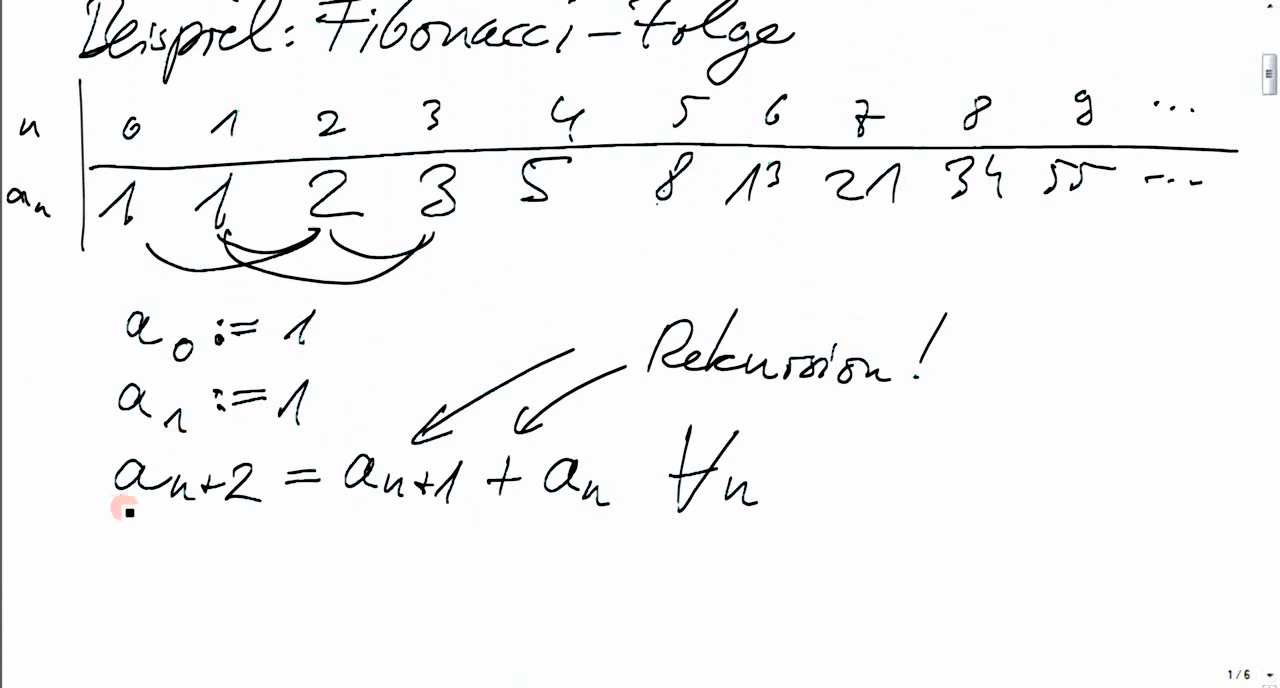 Beispiel: Fibonacci-Folge
n 0 1 2 3 4 5 6 7 8 9 ...
aₙ 1 1 2 3 5 8 13 21 34 55 ...
a₀ := 1
Rekursion!
a₁ := 1
aₙ₊₂ = aₙ₊₁ + aₙ ∀n
1/6